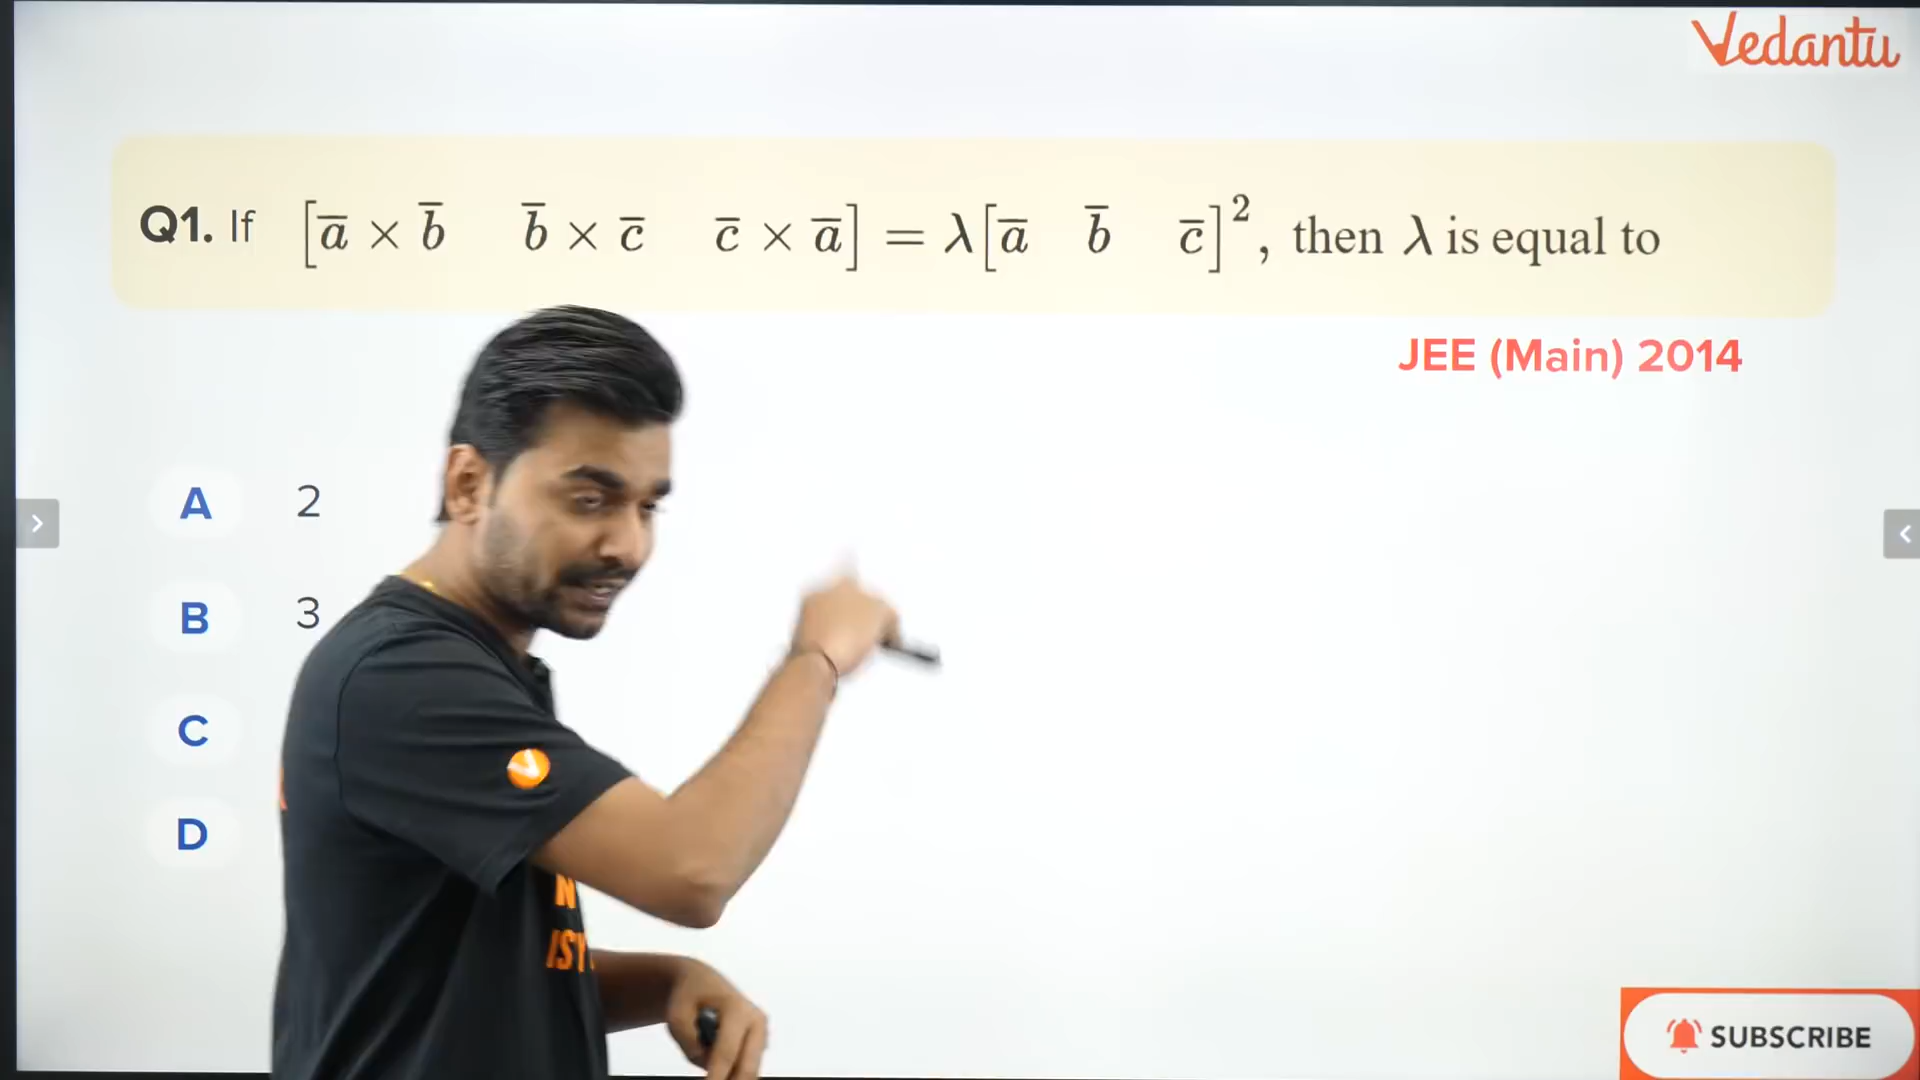 Vedantu
Q1. If [a̅ × b̅ b̅ × c̅ c̅ × a̅] = λ[a̅ b̅ c̅]², then λ is equal to
JEE (Main) 2014
A 2
B 3
C
D
N
SUBSCRIBE